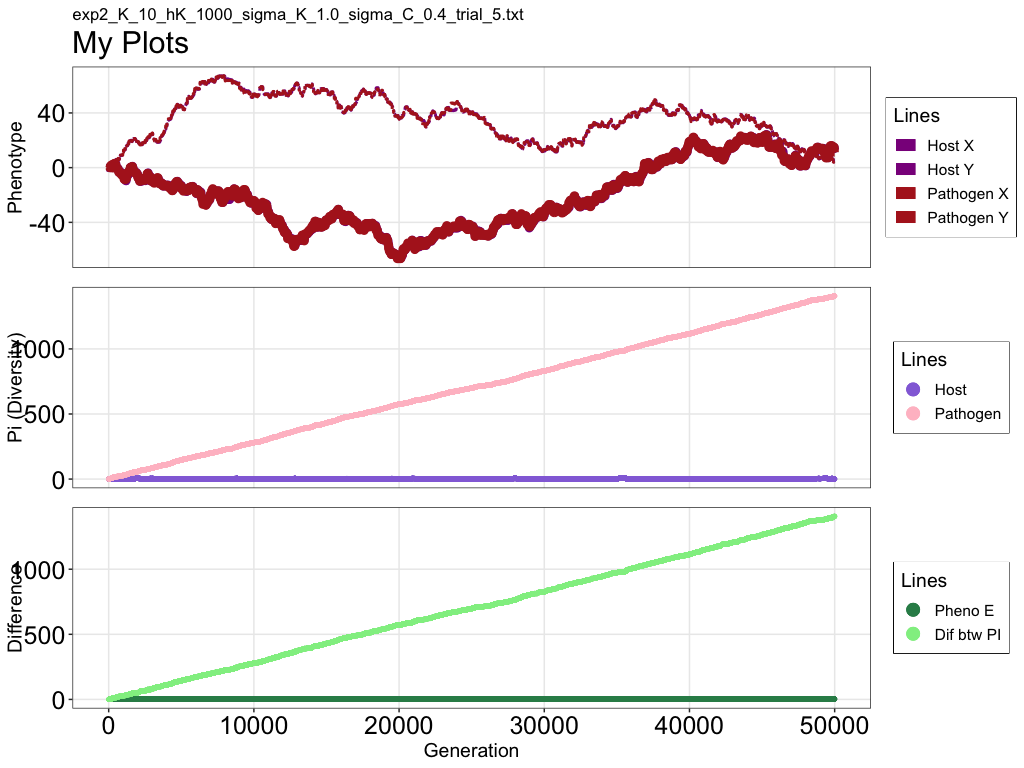 exp2_K_10_hK_1000_sigma_K_1.0_sigma_C_0.4_trial_5.txt
My Plots
Phenotype
40
0
-40
Lines
Host X
Host Y
Pathogen X
Pathogen Y
Pi (Diversity)
1000
500
0
Lines
Host
Pathogen
Difference
1000
500
0
Lines
Pheno E
Dif btw PI
0 10000 20000 30000 40000 50000
Generation